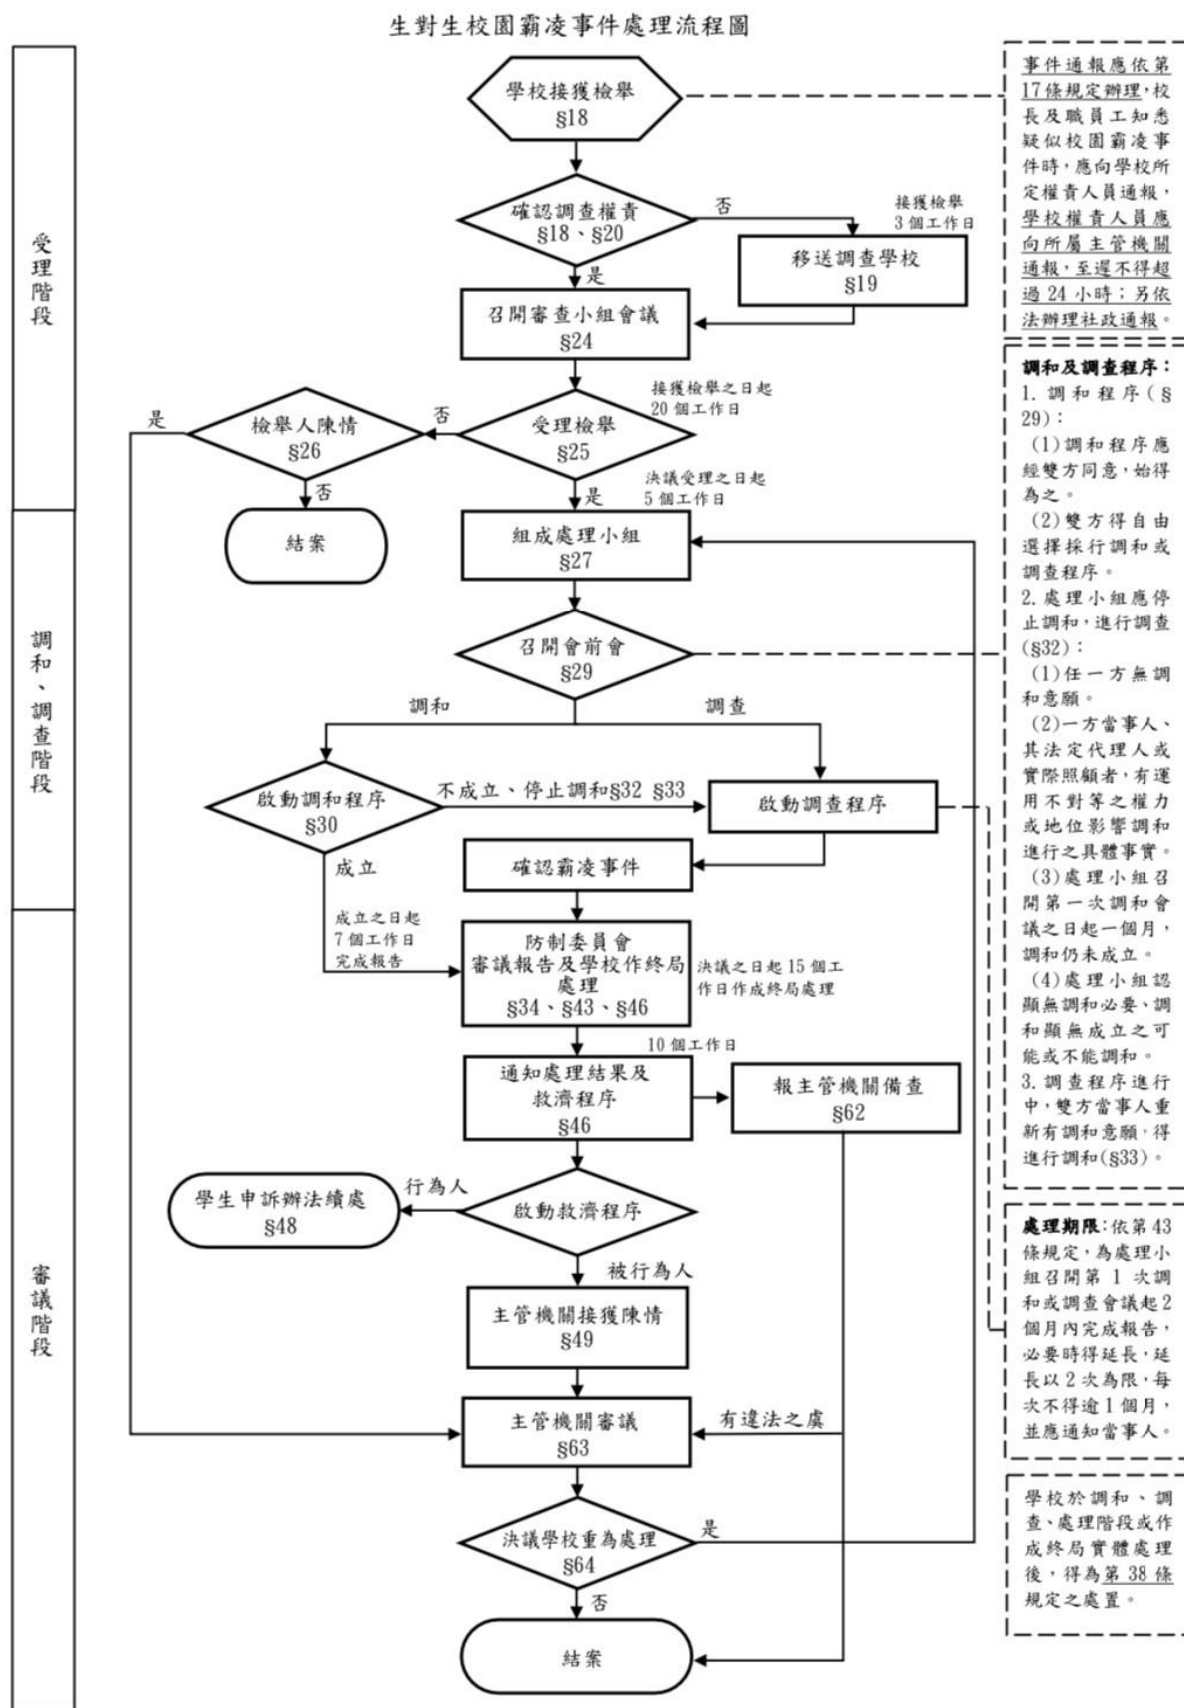 生對生校園霸凌事件處理流程圖
受理階段
調和、調查階段
審議階段
學校接獲檢舉
§18
確認調查權責
§18、§20
否
接獲檢舉
3 個工作日
移送調查學校
§19
是
召開審查小組會議
§24
接獲檢舉之日起
20 個工作日
受理檢舉
§25
否
檢舉人陳情
§26
是
否
結案
決議受理之日起
5 個工作日
是
組成處理小組
§27
召開會前會
§29
調和
調查
啟動調和程序
§30
不成立、停止調和§32 §33
啟動調查程序
成立
確認霸凌事件
成立之日起
7 個工作日
完成報告
防制委員會
審議報告及學校作終局
處理
§34、§43、§46
決議之日起 15 個工
作日作成終局處理
10 個工作日
通知處理結果及
救濟程序
§46
報主管機關備查
§62
啟動救濟程序
行為人
學生申訴辦法續處
§48
被行為人
主管機關接獲陳情
§49
主管機關審議
§63
有違法之虞
決議學校重為處理
§64
是
否
結案
事件通報應依第
17 條規定辦理,校
長及職員工知悉
疑似校園霸凌事
件時,應向學校所
定權責人員通報,
學校權責人員應
向所屬主管機關
通報,至遲不得超
過 24 小時；另依
法辦理社政通報。
調和及調查程序：
1. 調和程序(§
29)：
(1)調和程序應
經雙方同意,始得
為之。
(2)雙方得自由
選擇採行調和或
調查程序。
2. 處理小組應停
止調和,進行調查
(§32)：
(1)任一方無調
和意願。
(2)一方當事人、
其法定代理人或
實際照顧者,有運
用不對等之權力
或地位影響調和
進行之具體事實。
(3)處理小組召
開第一次調和會
議之日起一個月,
調和仍未成立。
(4)處理小組認
顯無調和必要、調
和顯無成立之可
能或不能調和。
3. 調查程序進行
中,雙方當事人重
新有調和意願,得
進行調和(§33)。
處理期限:依第 43
條規定,為處理小
組召開第 1 次調
和或調查會議起 2
個月內完成報告,
必要時得延長,延
長以 2 次為限,每
次不得逾 1 個月,
並應通知當事人。
學校於調和、調
查、處理階段或作
成終局實體處理
後，得為第 38 條
規定之處置。